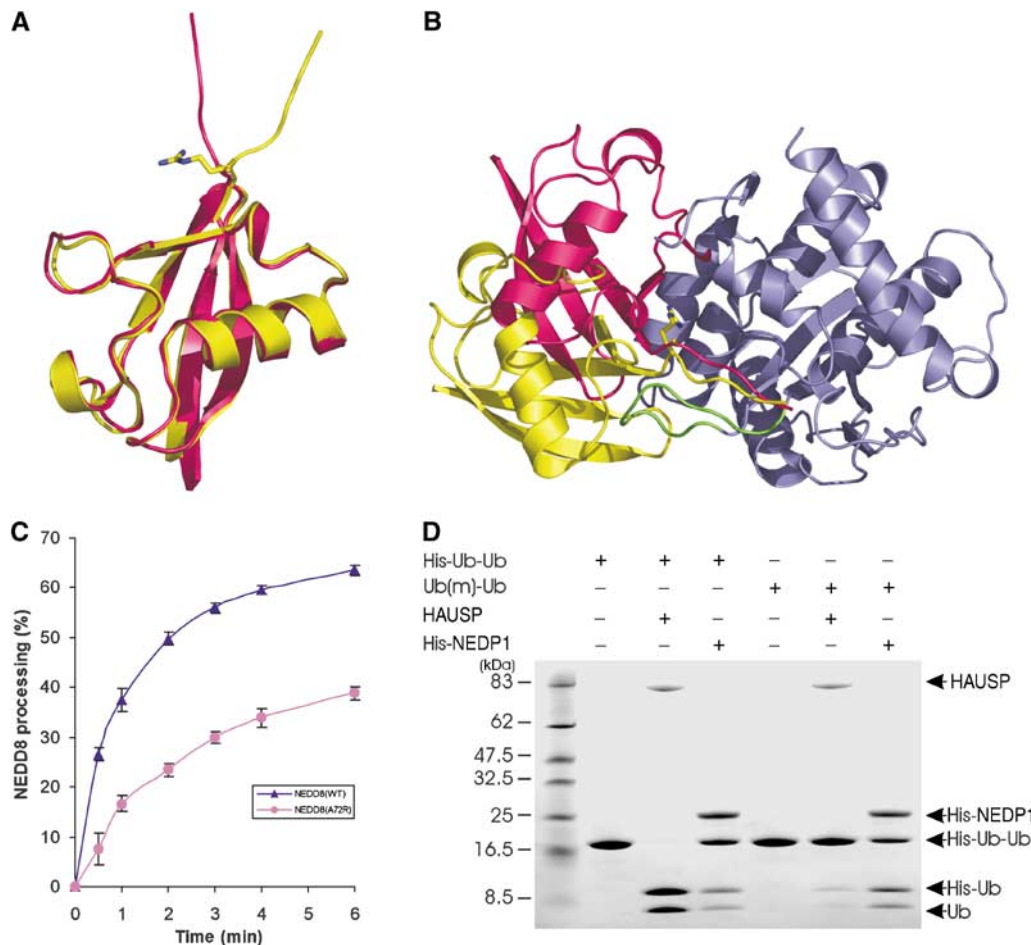 A
B
C
70
60
50
40
30
20
10
0
0 1 2 3 4 5 6
NEDD8 processing (%)
Time (min)
NEDD8(WT)
NEDD8(A72R)
D
His-Ub-Ub + + + – – –
Ub(m)-Ub – – – + + +
HAUSP – + – – + –
His-NEDP1 – – + – – +
(kDa)
83
62
47.5
32.5
25
16.5
8.5
HAUSP
His-NEDP1
His-Ub-Ub
His-Ub
Ub